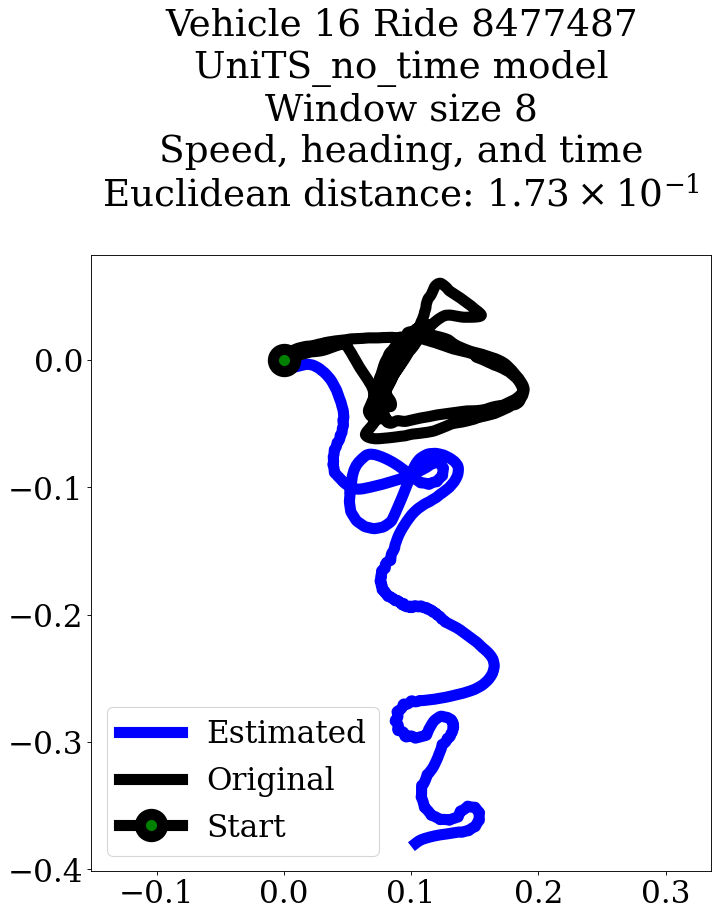 Vehicle 16 Ride 8477487
UniTS_no_time model
Window size 8
Speed, heading, and time
Euclidean distance: 1.73 × 10⁻¹
0.0
−0.1
−0.2
−0.3
−0.4
Estimated
Original
Start
−0.1 0.0 0.1 0.2 0.3